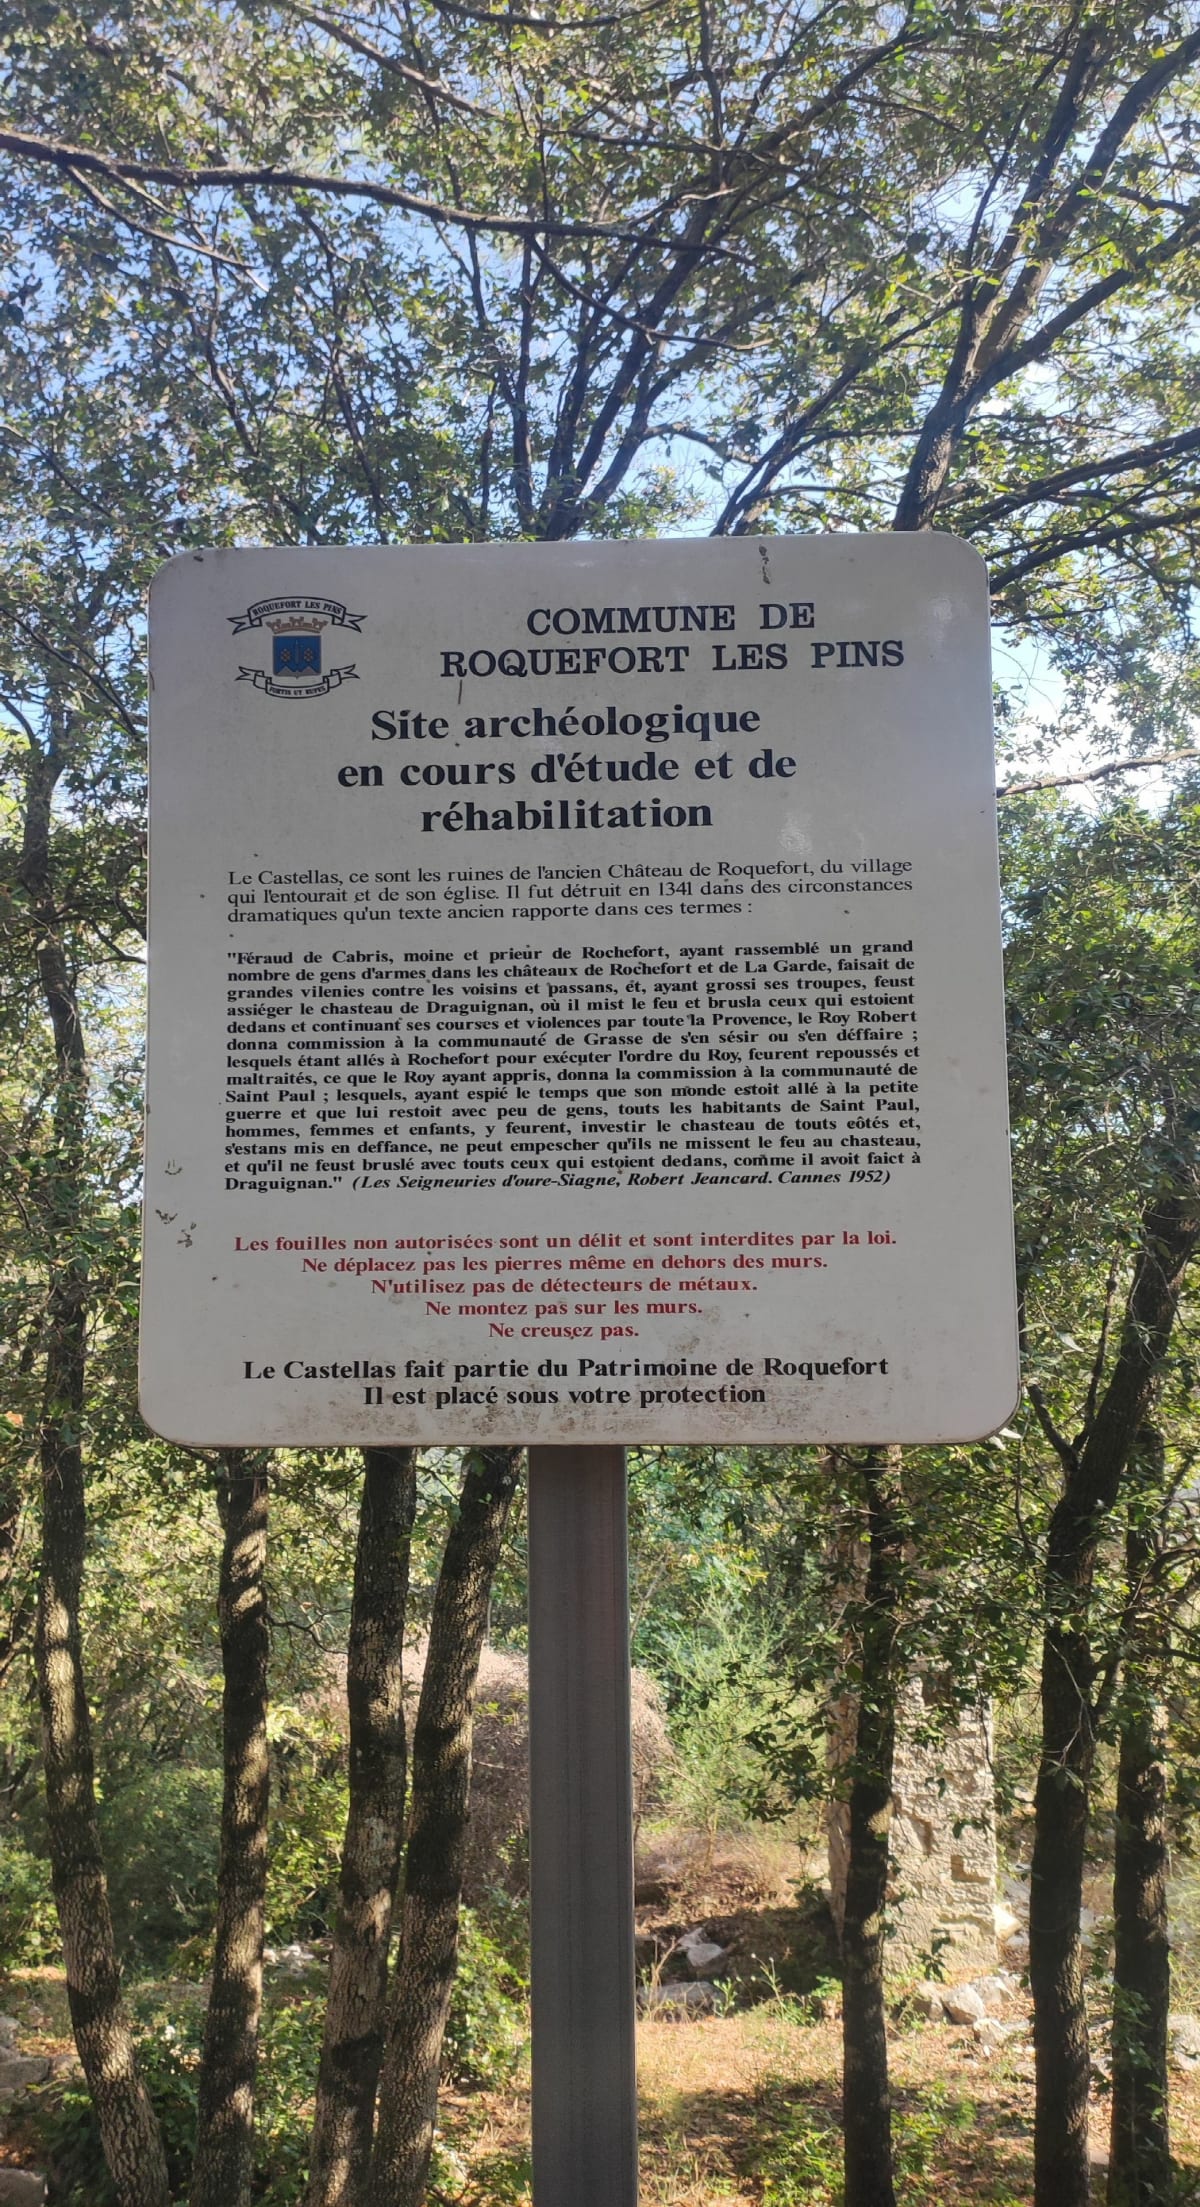 ROQUEFORT LES PINS
FORTIS UT RUPES
COMMUNE DE
ROQUEFORT LES PINS
Site archéologique
en cours d'étude et de
réhabilitation
Le Castellas, ce sont les ruines de l'ancien Château de Roquefort, du village
qui l'entourait et de son église. Il fut détruit en 1341 dans des circonstances
dramatiques qu'un texte ancien rapporte dans ces termes :
"Féraud de Cabris, moine et prieur de Rochefort, ayant rassemblé un grand
nombre de gens d'armes dans les châteaux de Rochefort et de La Garde, faisait de
grandes vilenies contre les voisins et passans, et, ayant grossi ses troupes, feust
assiéger le chasteau de Draguignan, où il mist le feu et brusla ceux qui estoient
dedans et continuant ses courses et violences par toute la Provence, le Roy Robert
donna commission à la communauté de Grasse de s'en sésir ou s'en déffaire ;
lesquels étant allés à Rochefort pour exécuter l'ordre du Roy, feurent repoussés et
maltraités, ce que le Roy ayant appris, donna la commission à la communauté de
Saint Paul ; lesquels, ayant espié le temps que son monde estoit allé à la petite
guerre et que lui restoit avec peu de gens, touts les habitants de Saint Paul,
hommes, femmes et enfants, y feurent, investir le chasteau de touts côtés et,
s'estans mis en deffance, ne peut empescher qu'ils ne missent le feu au chasteau,
et qu'il ne feust bruslé avec touts ceux qui estoient dedans, comme il avoit faict à
Draguignan." (Les Seigneuries d'oure-Siagne, Robert Jeancard. Cannes 1952)
Les fouilles non autorisées sont un délit et sont interdites par la loi.
Ne déplacez pas les pierres même en dehors des murs.
N'utilisez pas de détecteurs de métaux.
Ne montez pas sur les murs.
Ne creusez pas.
Le Castellas fait partie du Patrimoine de Roquefort
Il est placé sous votre protection